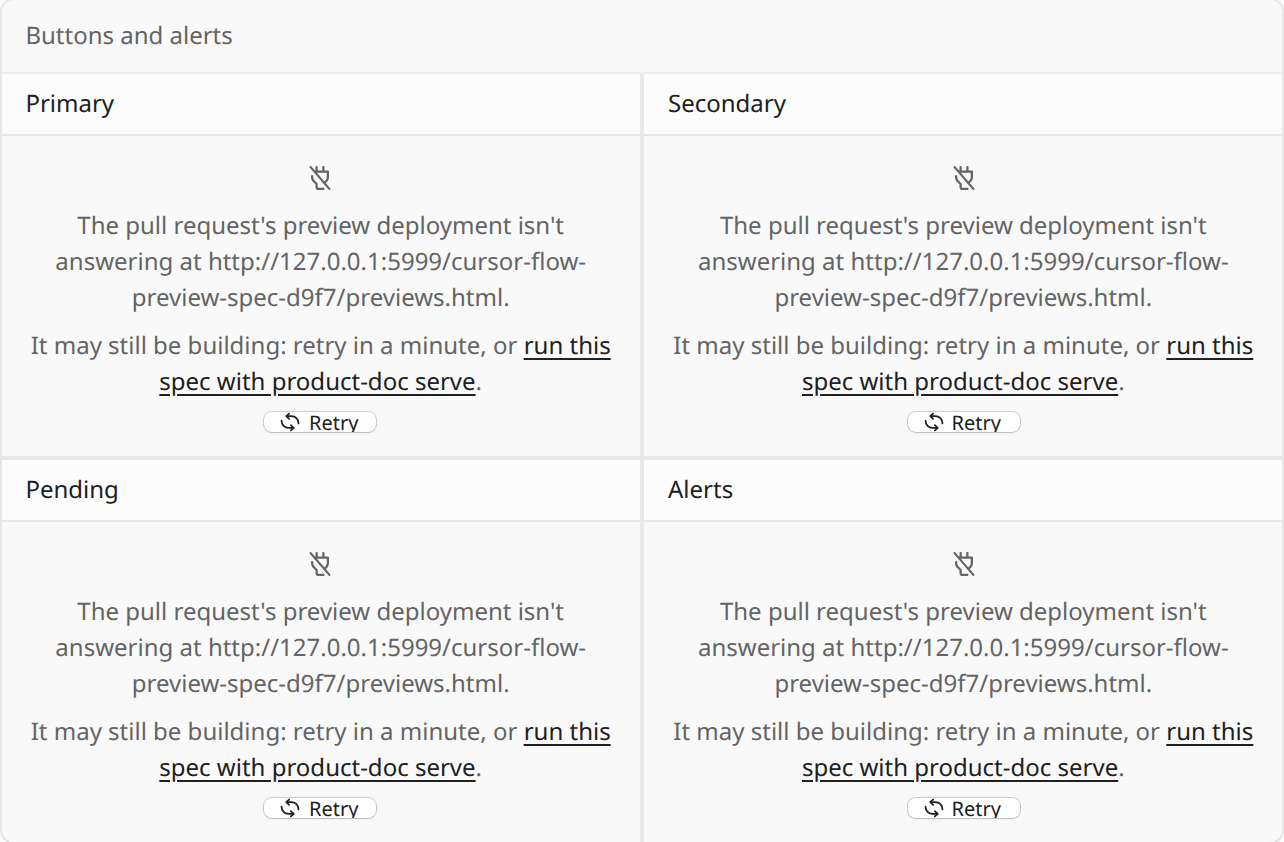 Buttons and alerts
Primary
Secondary
The pull request's preview deployment isn't
answering at http://127.0.0.1:5999/cursor-flow-
preview-spec-d9f7/previews.html.
It may still be building: retry in a minute, or run this
spec with product-doc serve.
Retry
The pull request's preview deployment isn't
answering at http://127.0.0.1:5999/cursor-flow-
preview-spec-d9f7/previews.html.
It may still be building: retry in a minute, or run this
spec with product-doc serve.
Retry
Pending
Alerts
The pull request's preview deployment isn't
answering at http://127.0.0.1:5999/cursor-flow-
preview-spec-d9f7/previews.html.
It may still be building: retry in a minute, or run this
spec with product-doc serve.
Retry
The pull request's preview deployment isn't
answering at http://127.0.0.1:5999/cursor-flow-
preview-spec-d9f7/previews.html.
It may still be building: retry in a minute, or run this
spec with product-doc serve.
Retry